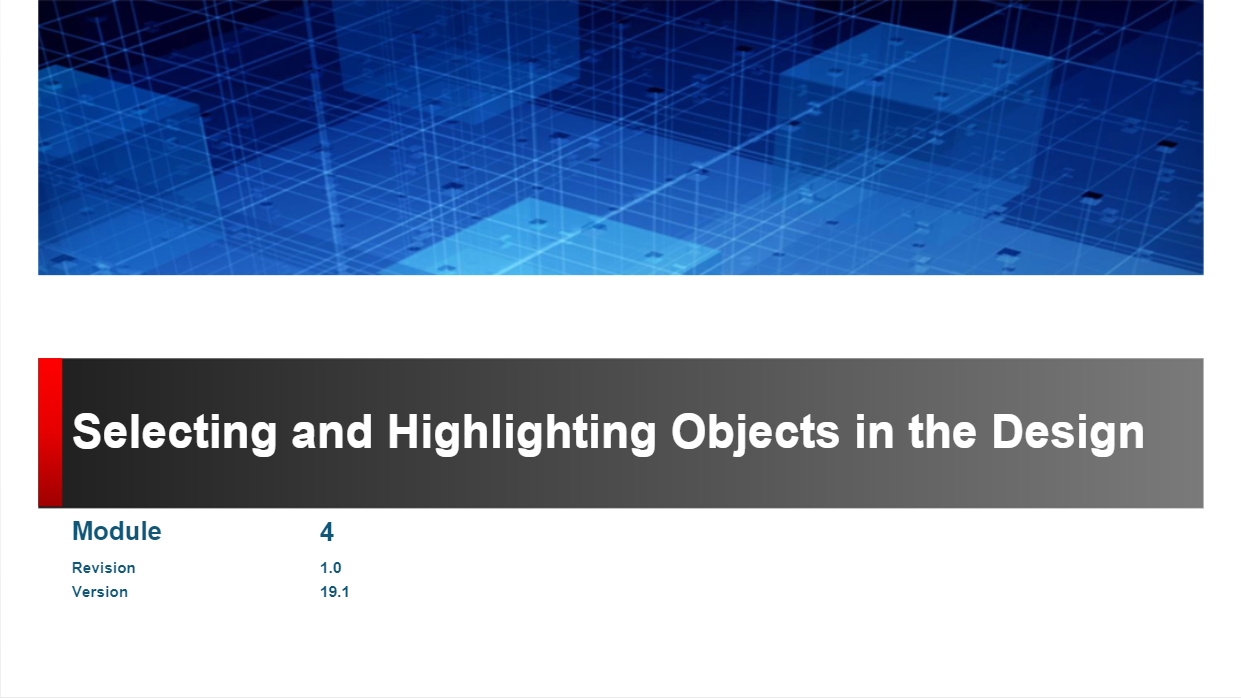 Selecting and Highlighting Objects in the Design
Module 4
Revision 1.0
Version 19.1